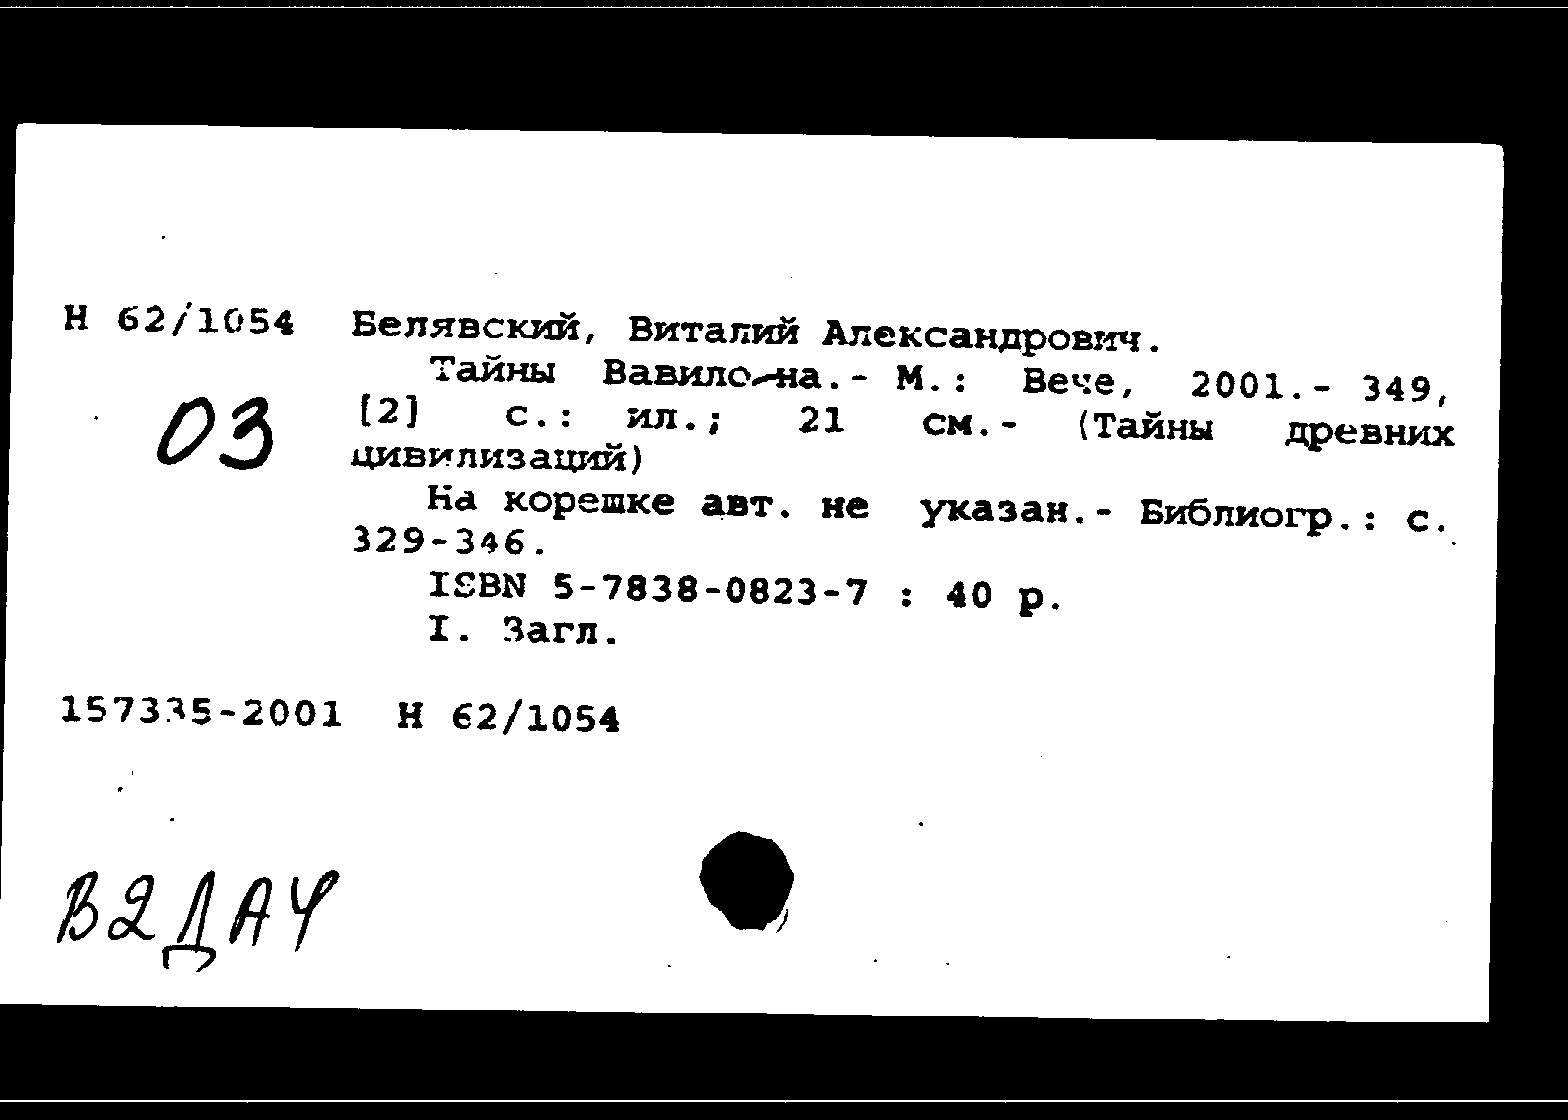 Н 62/1054 Белявский, Виталий Александрович.
Тайны Вавилона.- М.: Вече, 2001.- 349,
03
[2] с.: ил.; 21 см.- (Тайны древних
цивилизаций)
На корешке авт. не указан.- Библиогр.: с.
329-346.
ISBN 5-7838-0823-7 : 40 р.
I. Загл.
157335-2001 Н 62/1054
В2ДАЧ